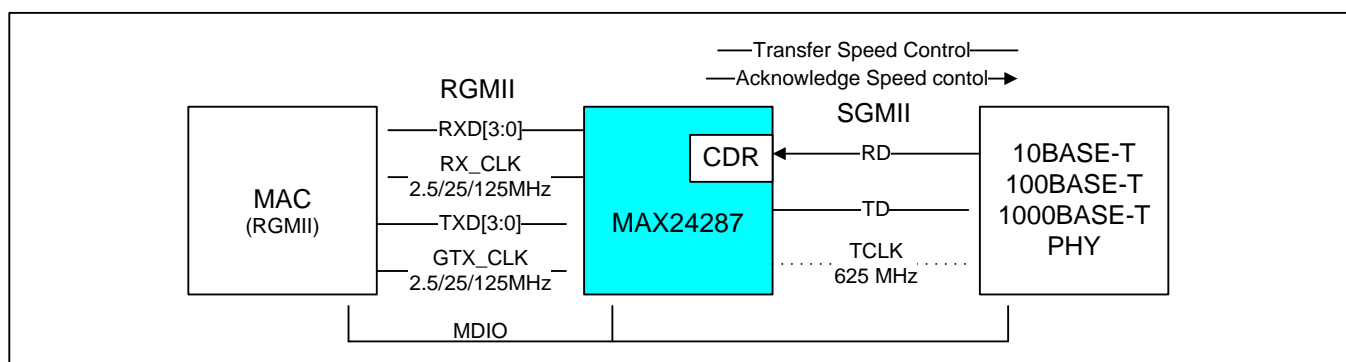 Transfer Speed Control
Acknowledge Speed contol
RGMII
SGMII
RXD[3:0]
RX_CLK
2.5/25/125MHz
TXD[3:0]
GTX_CLK
2.5/25/125MHz
MAC
(RGMII)
CDR
MAX24287
RD
TD
TCLK
625 MHz
10BASE-T
100BASE-T
1000BASE-T
PHY
MDIO